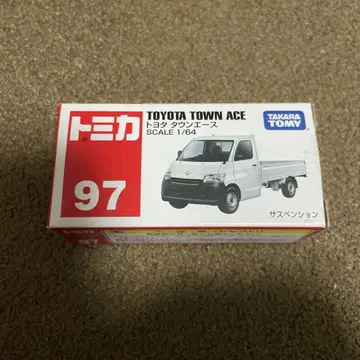 トミカ
97
TOYOTA TOWN ACE
トヨタ タウンエース
SCALE 1/64
TAKARA
TOMY
サスペンション